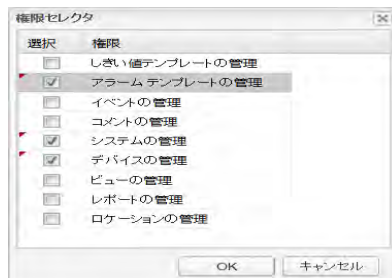 権限セレクタ
選択 権限
しきい値テンプレートの管理
アラーム テンプレートの管理
イベントの管理
コメントの管理
システムの管理
デバイスの管理
ビューの管理
レポートの管理
ロケーションの管理
OK キャンセル